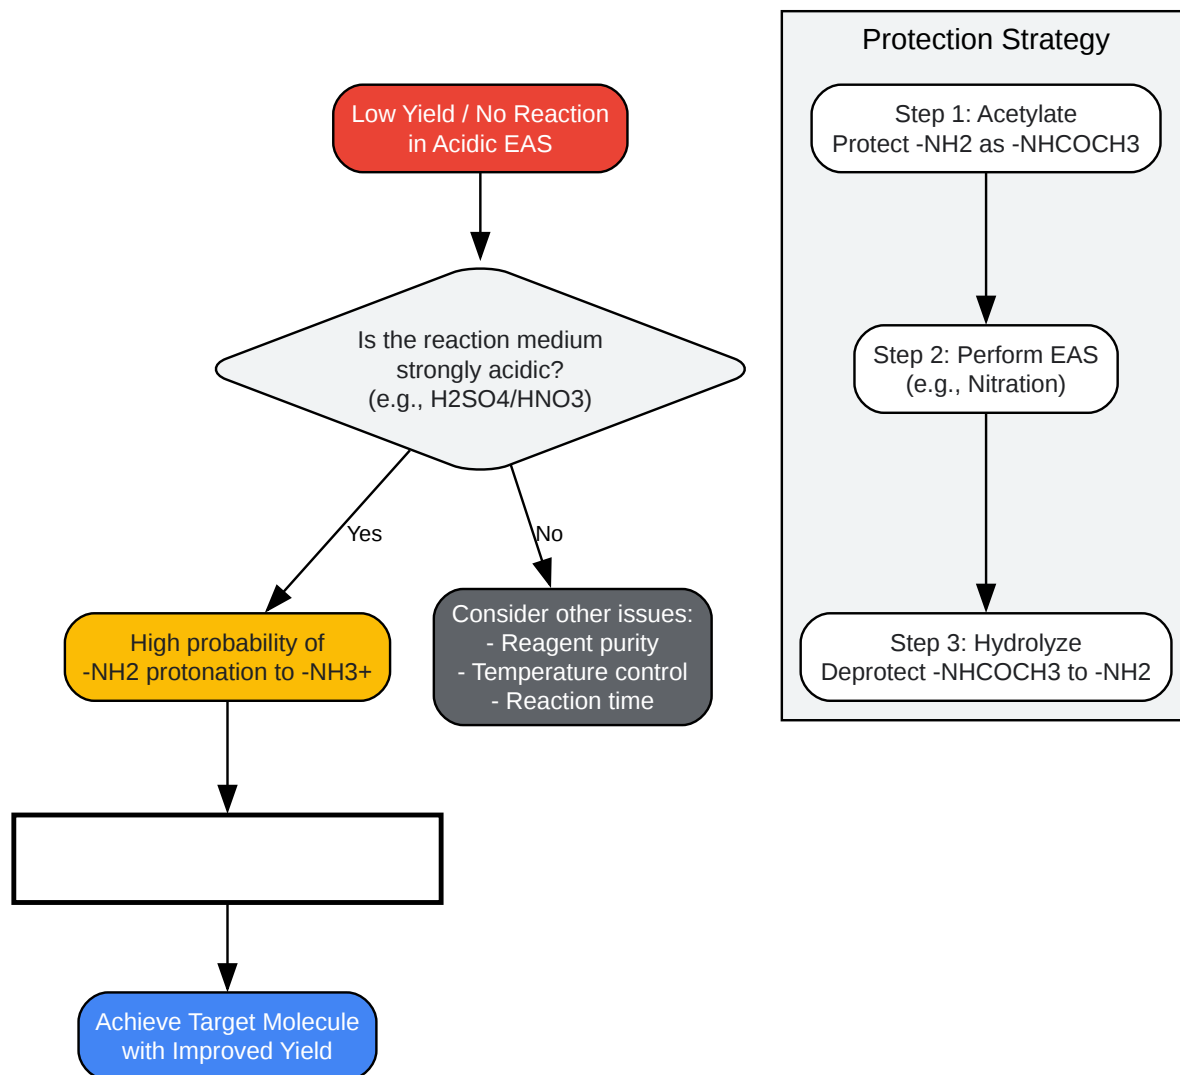 Low Yield / No Reaction
in Acidic EAS
Is the reaction medium
strongly acidic?
(e.g., H2SO4/HNO3)
Yes
No
High probability of
-NH2 protonation to -NH3+
Consider other issues:
- Reagent purity
- Temperature control
- Reaction time
Achieve Target Molecule
with Improved Yield
Protection Strategy
Step 1: Acetylate
Protect -NH2 as -NHCOCH3
Step 2: Perform EAS
(e.g., Nitration)
Step 3: Hydrolyze
Deprotect -NHCOCH3 to -NH2